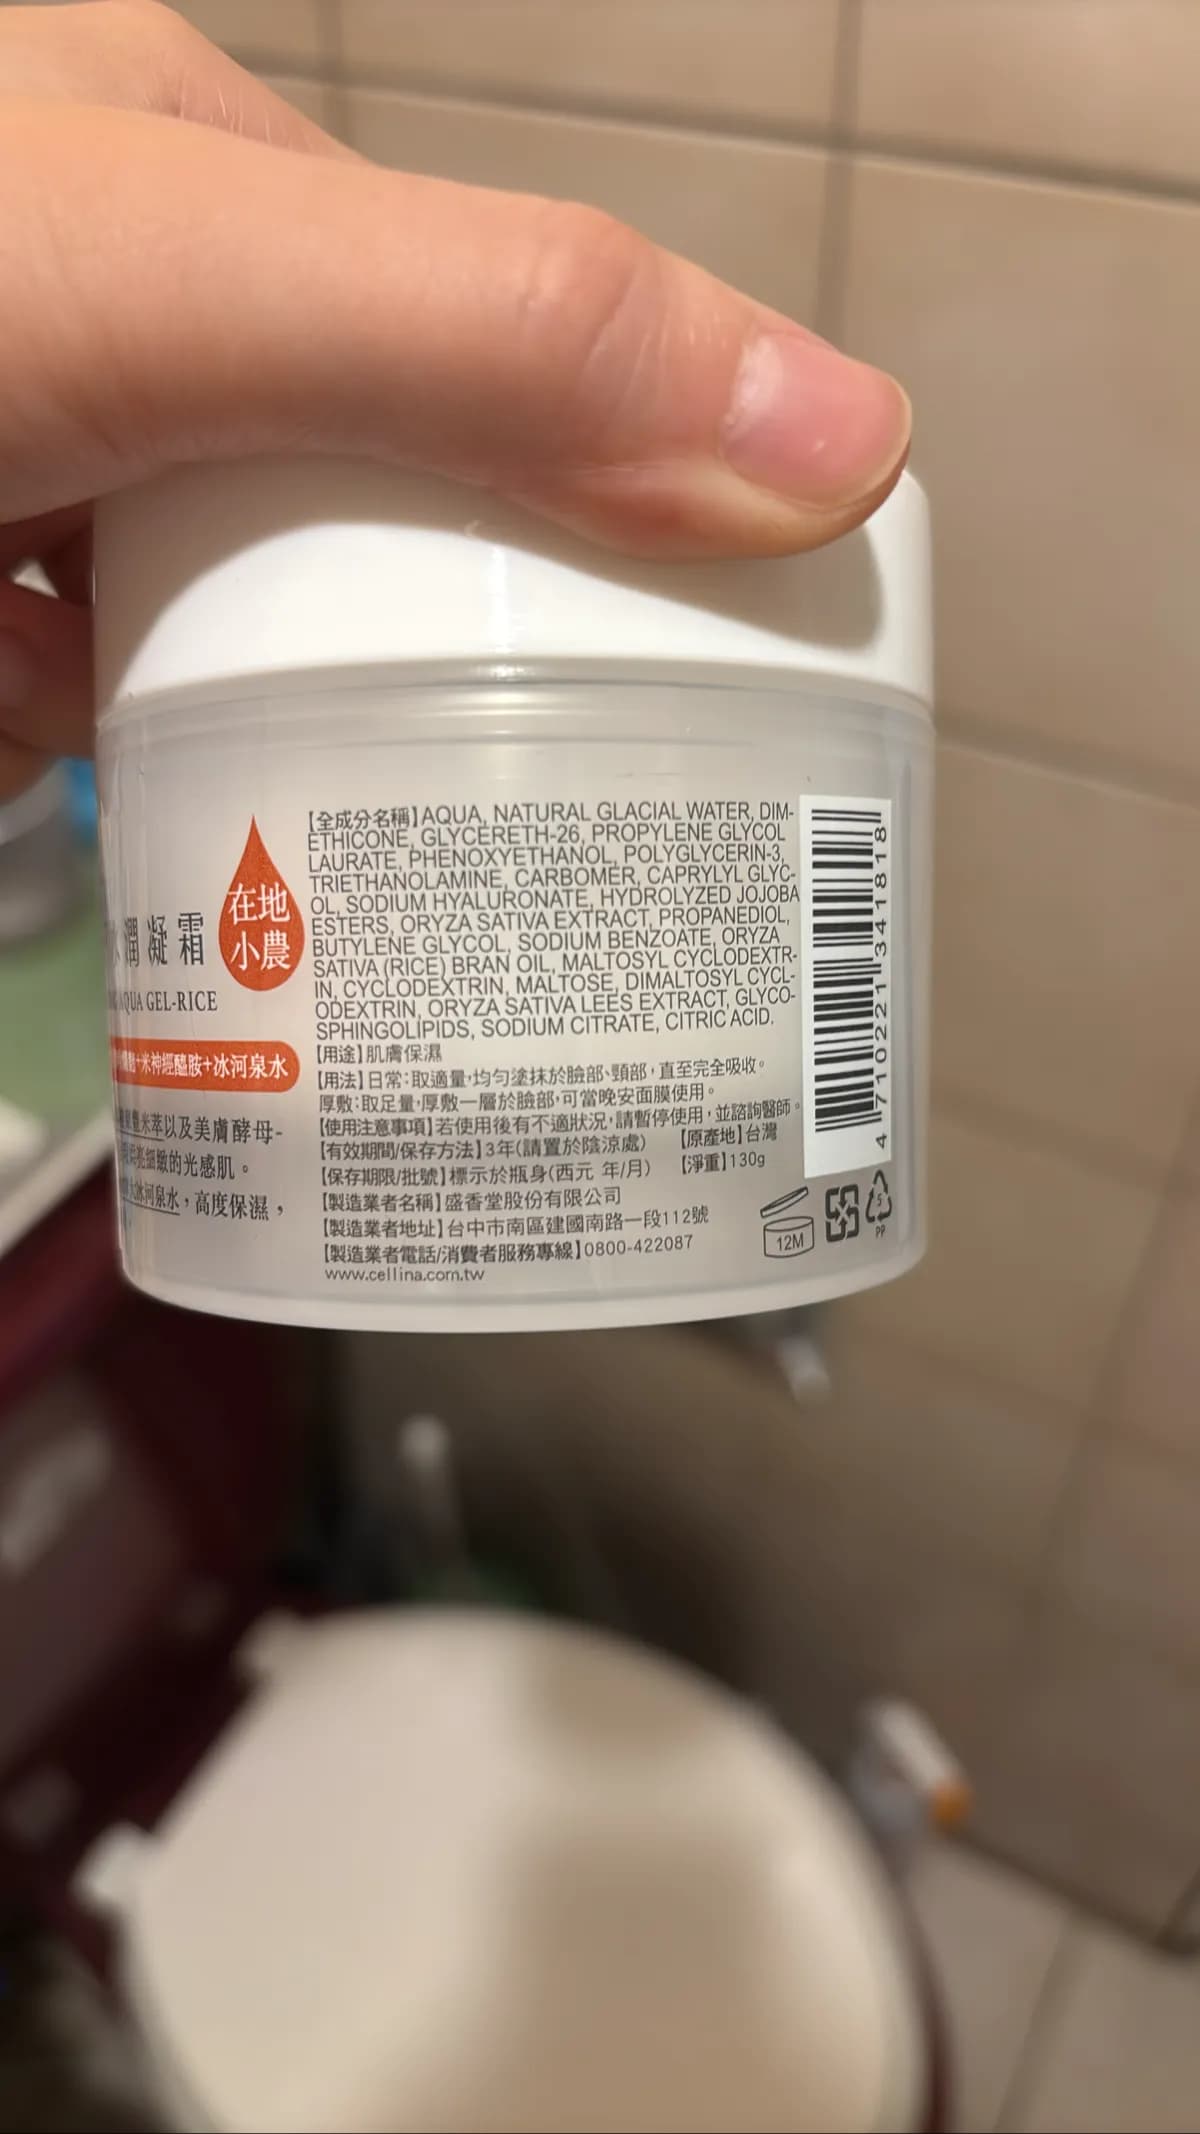 潤凝霜
AQUA GEL-RICE
在地
小農
米神經醯胺+冰河泉水
米萃以及美膚酵母-
細緻的光感肌。
冰河泉水，高度保濕，
【全成分名稱】AQUA, NATURAL GLACIAL WATER, DIM-
ETHICONE, GLYCERETH-26, PROPYLENE GLYCOL
LAURATE, PHENOXYETHANOL, POLYGLYCERIN-3,
TRIETHANOLAMINE, CARBOMER, CAPRYLYL GLYC-
OL, SODIUM HYALURONATE, HYDROLYZED JOJOBA
ESTERS, ORYZA SATIVA EXTRACT, PROPANEDIOL,
BUTYLENE GLYCOL, SODIUM BENZOATE, ORYZA
SATIVA (RICE) BRAN OIL, MALTOSYL CYCLODEXTR-
IN, CYCLODEXTRIN, MALTOSE, DIMALTOSYL CYCL-
ODEXTRIN, ORYZA SATIVA LEES EXTRACT, GLYCO-
SPHINGOLIPIDS, SODIUM CITRATE, CITRIC ACID.
【用途】肌膚保濕
【用法】日常：取適量，均勻塗抹於臉部、頸部，直至完全吸收。
厚敷：取足量，厚敷一層於臉部，可當晚安面膜使用。
【使用注意事項】若使用後有不適狀況，請暫停使用，並諮詢醫師。
【有效期間/保存方法】3年(請置於陰涼處) 【原產地】台灣
【保存期限/批號】標示於瓶身(西元 年/月) 【淨重】130g
【製造業者名稱】盛香堂股份有限公司
【製造業者地址】台中市南區建國南路一段112號
【製造業者電話/消費者服務專線】0800-422087
www.cellina.com.tw
4 710221 341818
12M
5
PP